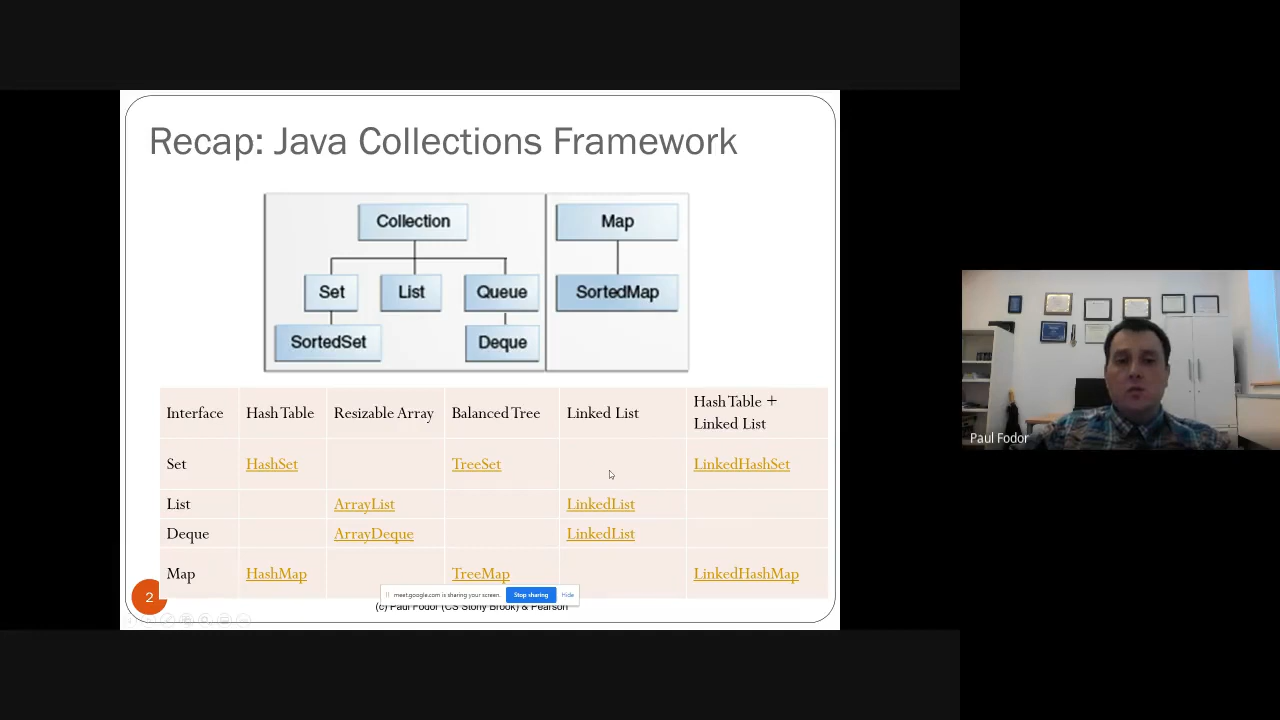 Recap: Java Collections Framework
Collection
Map
Set
List
Queue
SortedMap
SortedSet
Deque
Interface
Hash Table
Resizable Array
Balanced Tree
Linked List
Hash Table +
Linked List
Set
HashSet
TreeSet
LinkedHashSet
List
ArrayList
LinkedList
Deque
ArrayDeque
LinkedList
Map
HashMap
TreeMap
LinkedHashMap
2
meet.google.com is sharing your screen.
Stop sharing
Hide
(c) Paul Fodor (CS Stony Brook) & Pearson
Paul Fodor